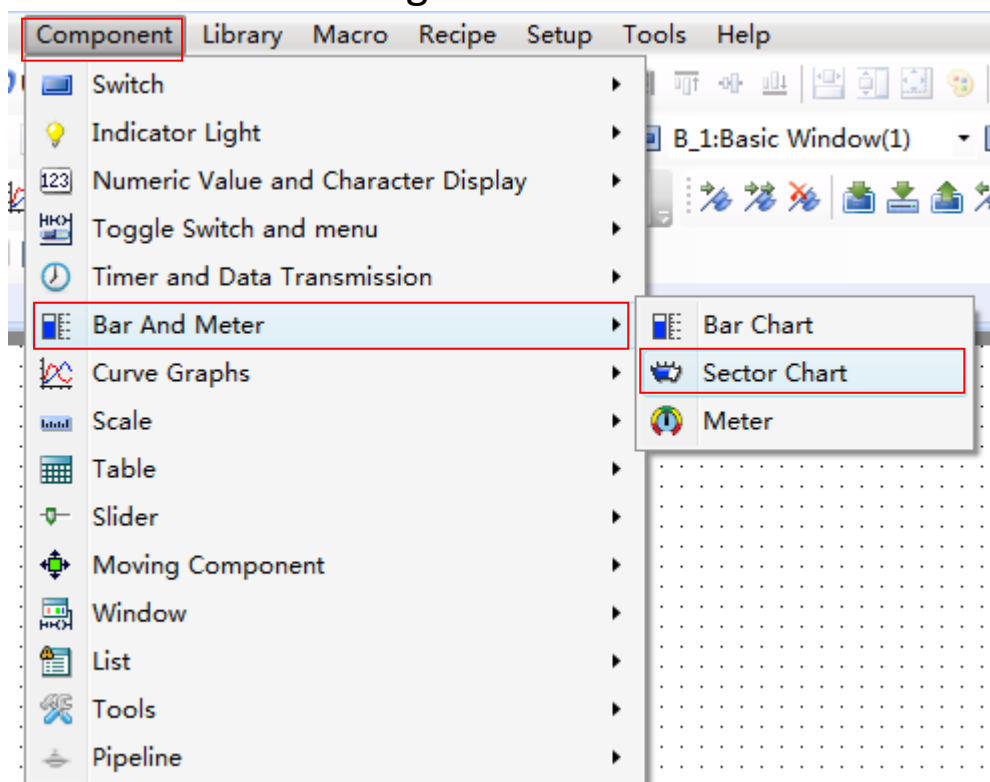 Component Library Macro Recipe Setup Tools Help
Switch
Indicator Light
B_1:Basic Window(1)
123 Numeric Value and Character Display
Toggle Switch and menu
Timer and Data Transmission
Bar And Meter
Bar Chart
Curve Graphs
Sector Chart
Scale
Meter
Table
Slider
Moving Component
Window
List
Tools
Pipeline